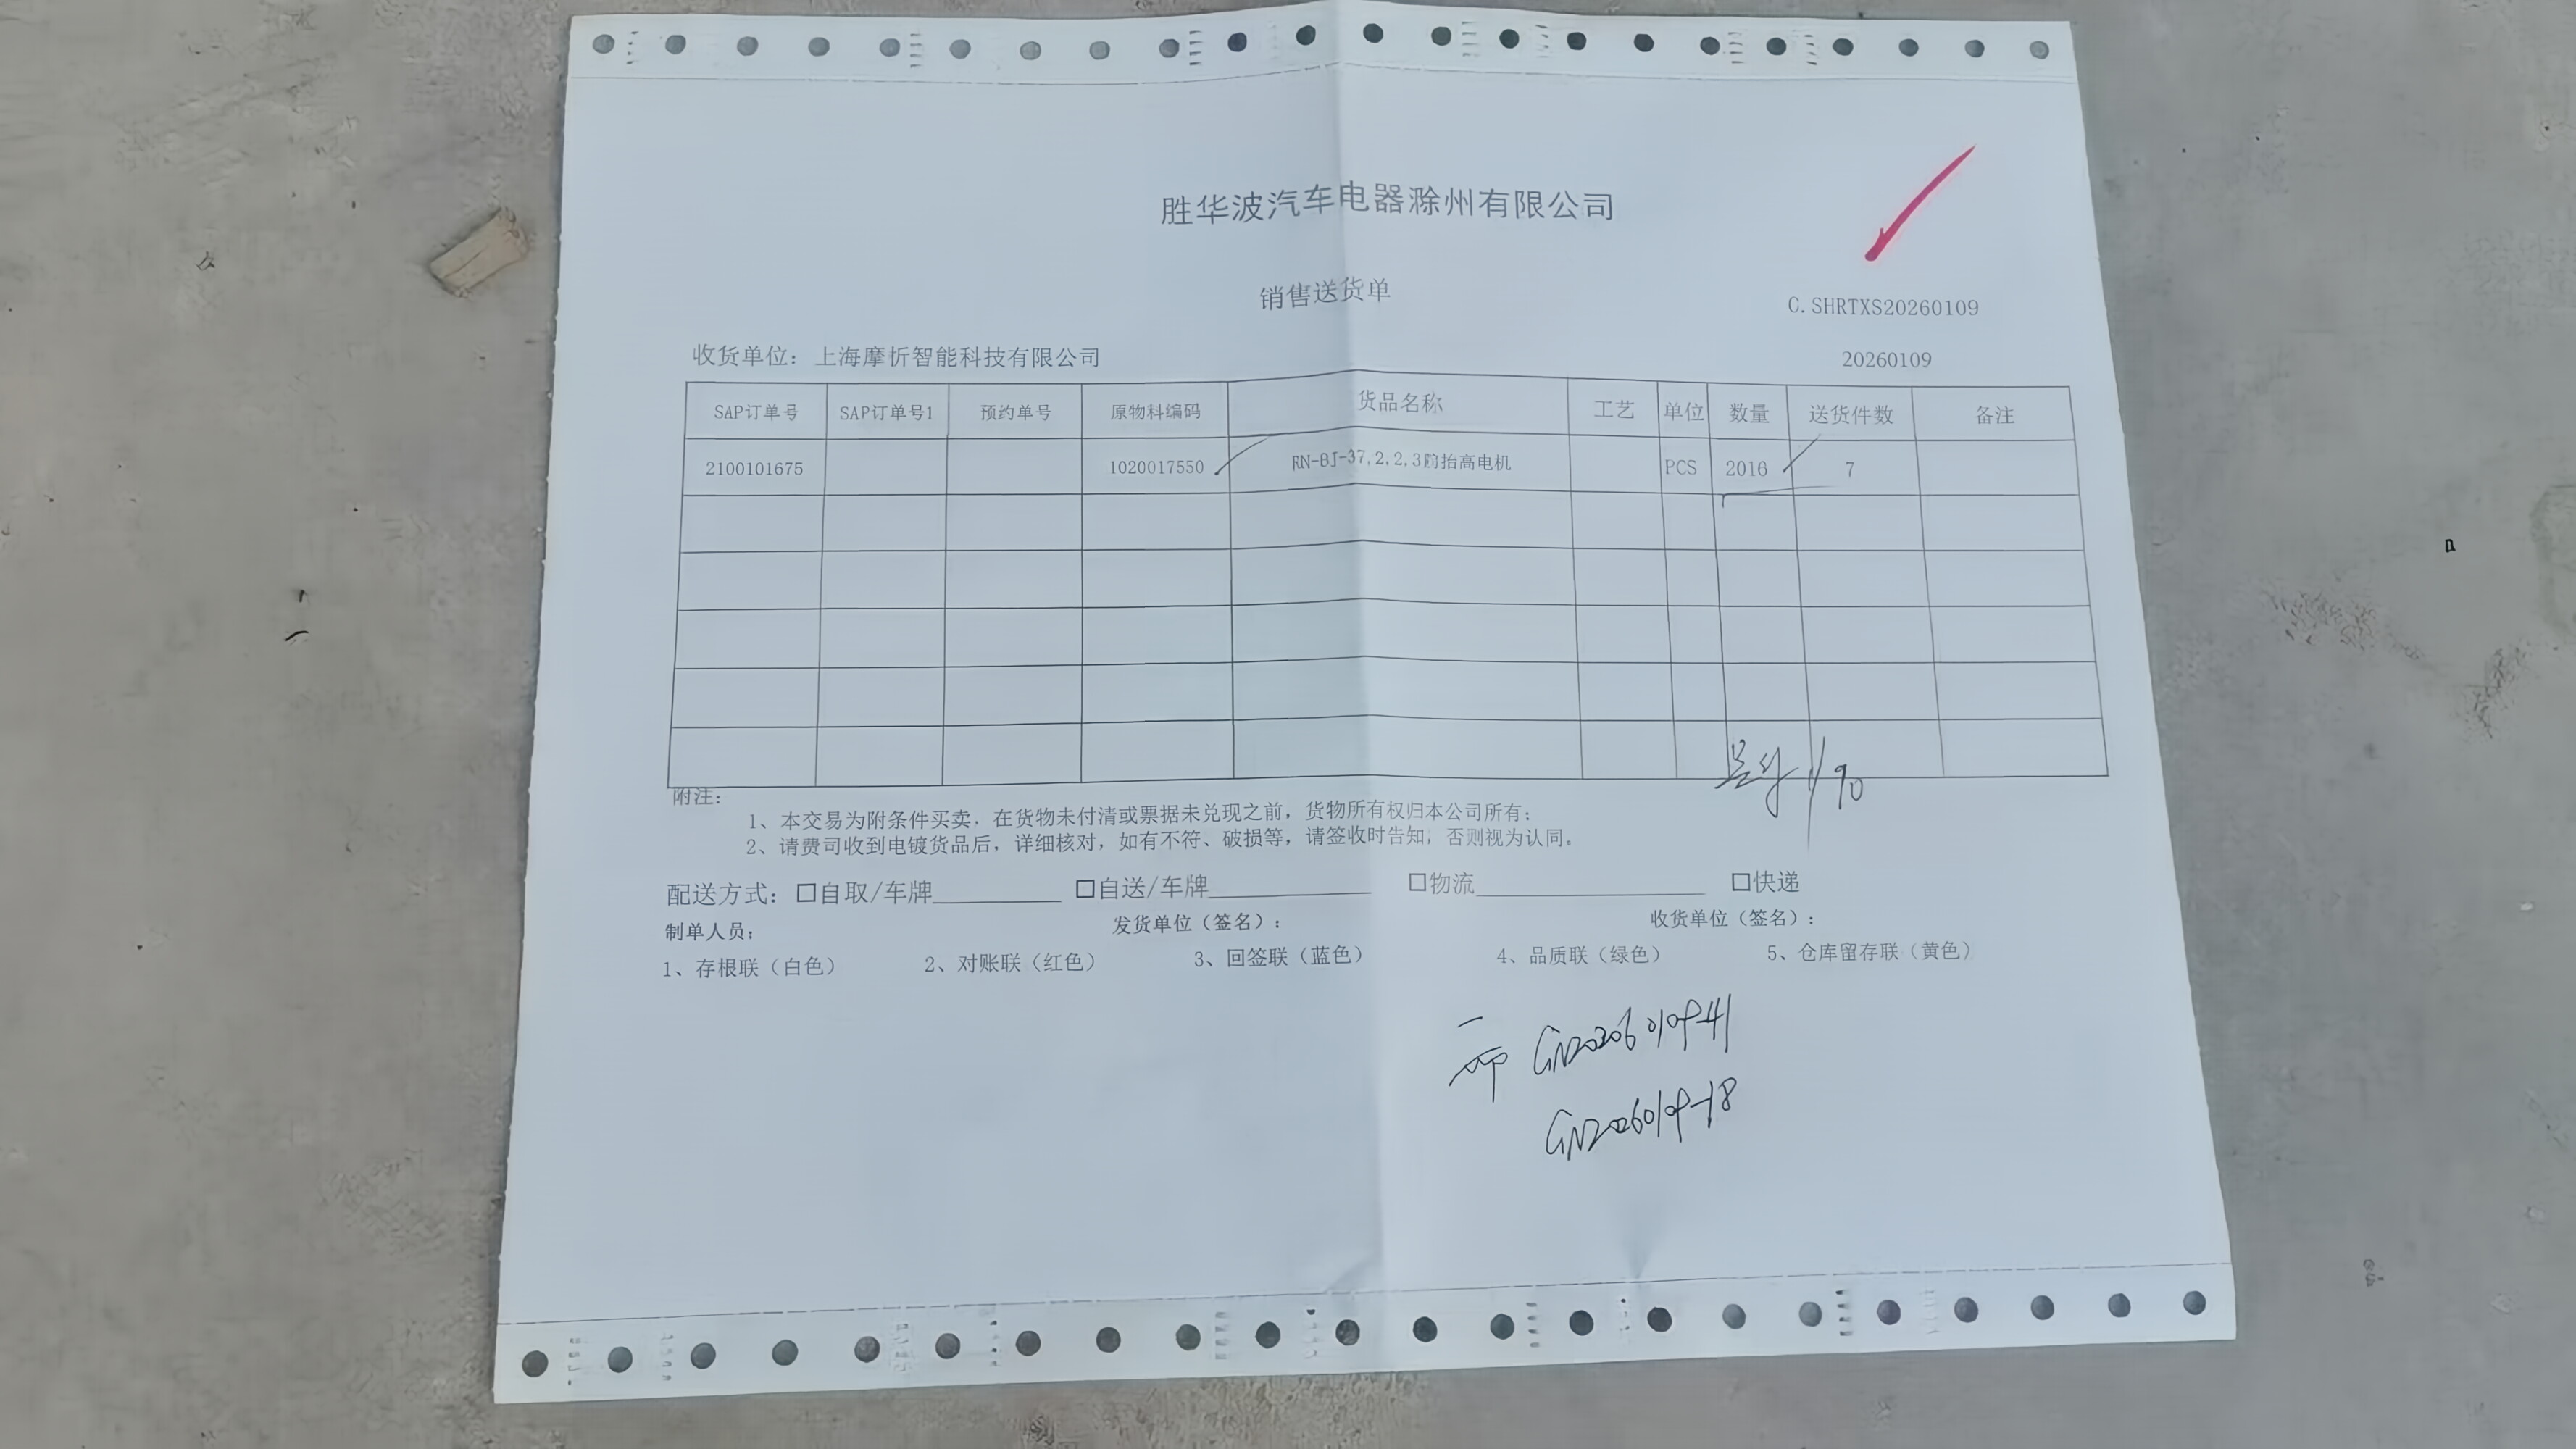 胜华波汽车电器滁州有限公司
销售送货单
C.SHRTXS20260109
收货单位：上海摩忻智能科技有限公司
20260109
SAP订单号 SAP订单号1 预约单号 原物料编码 货品名称 工艺 单位 数量 送货件数 备注
2100101675 1020017550 RN-BJ-37,2,2,3韵抬高电机 PCS 2016 7
附注：
1、本交易为附条件买卖，在货物未付清或票据未兑现之前，货物所有权归本公司所有；
2、请费司收到电镀货品后，详细核对，如有不符、破损等，请签收时告知，否则视为认同。
配送方式：□自取/车牌 □自送/车牌 □物流 □快递
制单人员： 发货单位（签名）： 收货单位（签名）：
1、存根联（白色） 2、对账联（红色） 3、回签联（蓝色） 4、品质联（绿色） 5、仓库留存联（黄色）